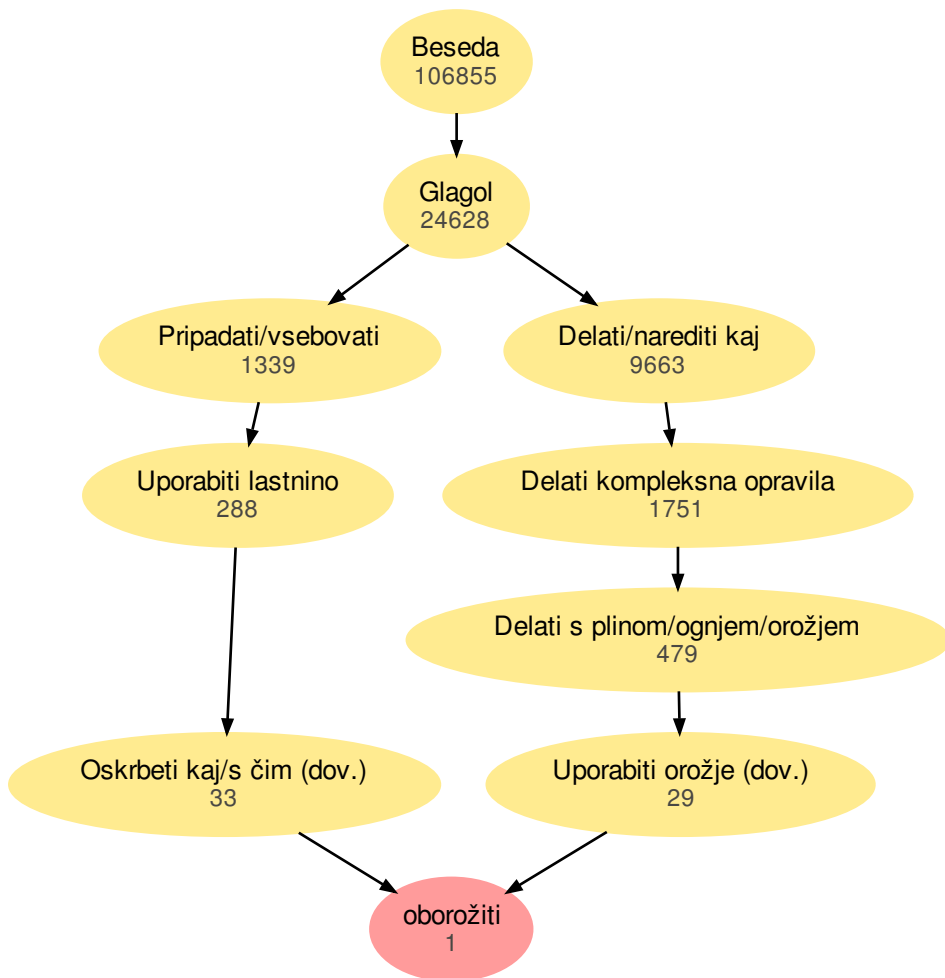 Beseda
106855
Glagol
24628
Pripadati/vsebovati
1339
Delati/narediti kaj
9663
Uporabiti lastnino
288
Delati kompleksna opravila
1751
Delati s plinom/ognjem/orožjem
479
Oskrbeti kaj/s čim (dov.)
33
Uporabiti orožje (dov.)
29
oborožiti
1